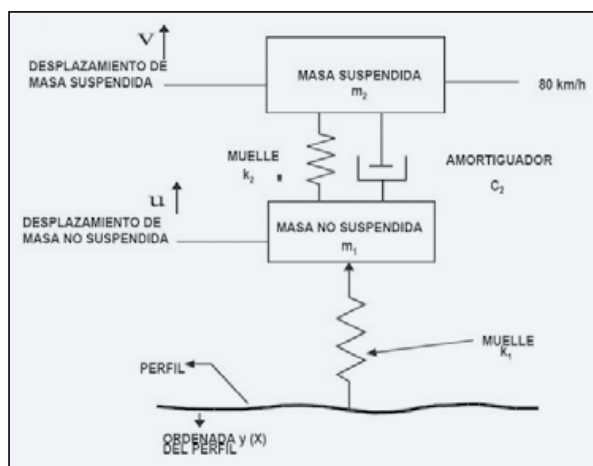 V
DESPLAZAMIENTO DE
MASA SUSPENDIDA
MASA SUSPENDIDA
m2
80 km/h
MUELLE
k2
AMORTIGUADOR
C2
u
DESPLAZAMIENTO DE
MASA NO SUSPENDIDA
MASA NO SUSPENDIDA
m1
MUELLE
k1
PERFIL
ORDENADA y (X)
DEL PERFIL